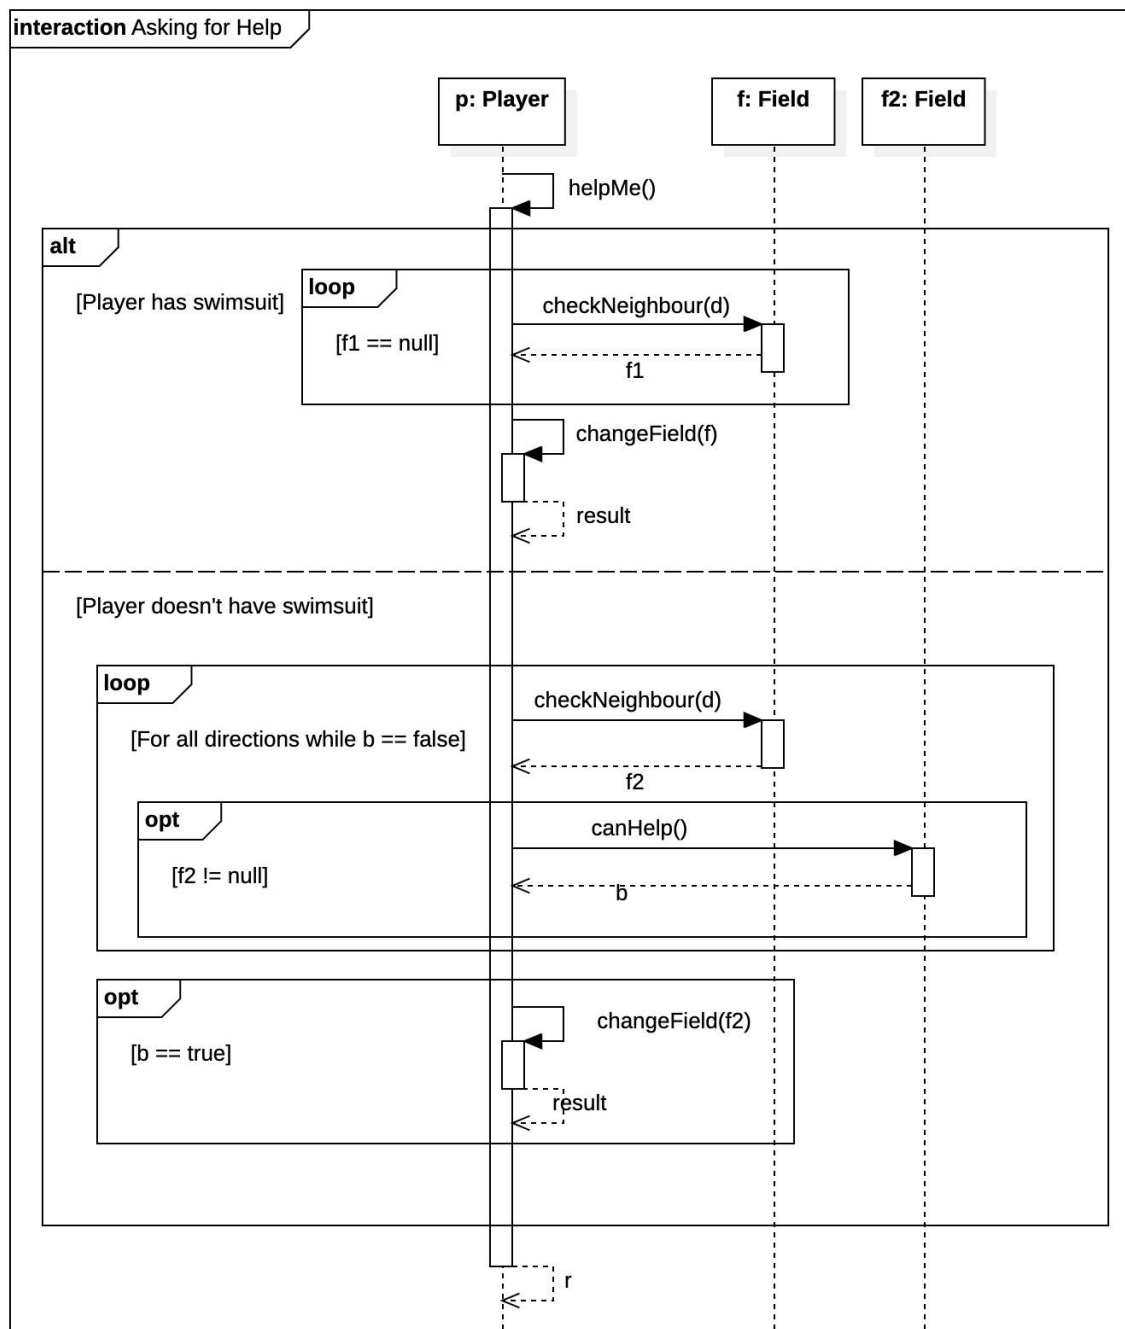 interaction Asking for Help
p: Player
f: Field
f2: Field
helpMe()
alt
[Player has swimsuit]
loop
[f1 == null]
checkNeighbour(d)
f1
changeField(f)
result
[Player doesn't have swimsuit]
loop
[For all directions while b == false]
checkNeighbour(d)
f2
opt
[f2 != null]
canHelp()
b
opt
[b == true]
changeField(f2)
result
r